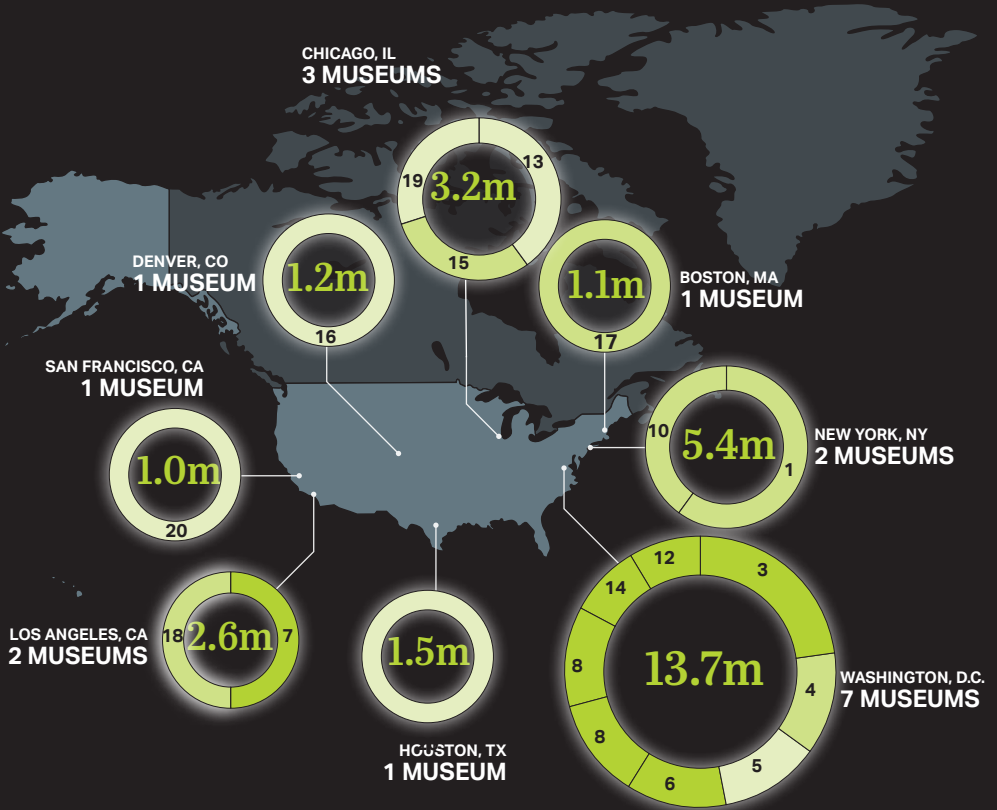 CHICAGO, IL
3 MUSEUMS
13
19
3.2m
15
DENVER, CO
1 MUSEUM
1.2m
16
1.1m
17
BOSTON, MA
1 MUSEUM
SAN FRANCISCO, CA
1 MUSEUM
1.0m
20
10
5.4m
1
NEW YORK, NY
2 MUSEUMS
LOS ANGELES, CA
2 MUSEUMS
18
2.6m
7
1.5m
HOUSTON, TX
1 MUSEUM
12
3
14
8
13.7m
4
8
5
6
WASHINGTON, D.C.
7 MUSEUMS